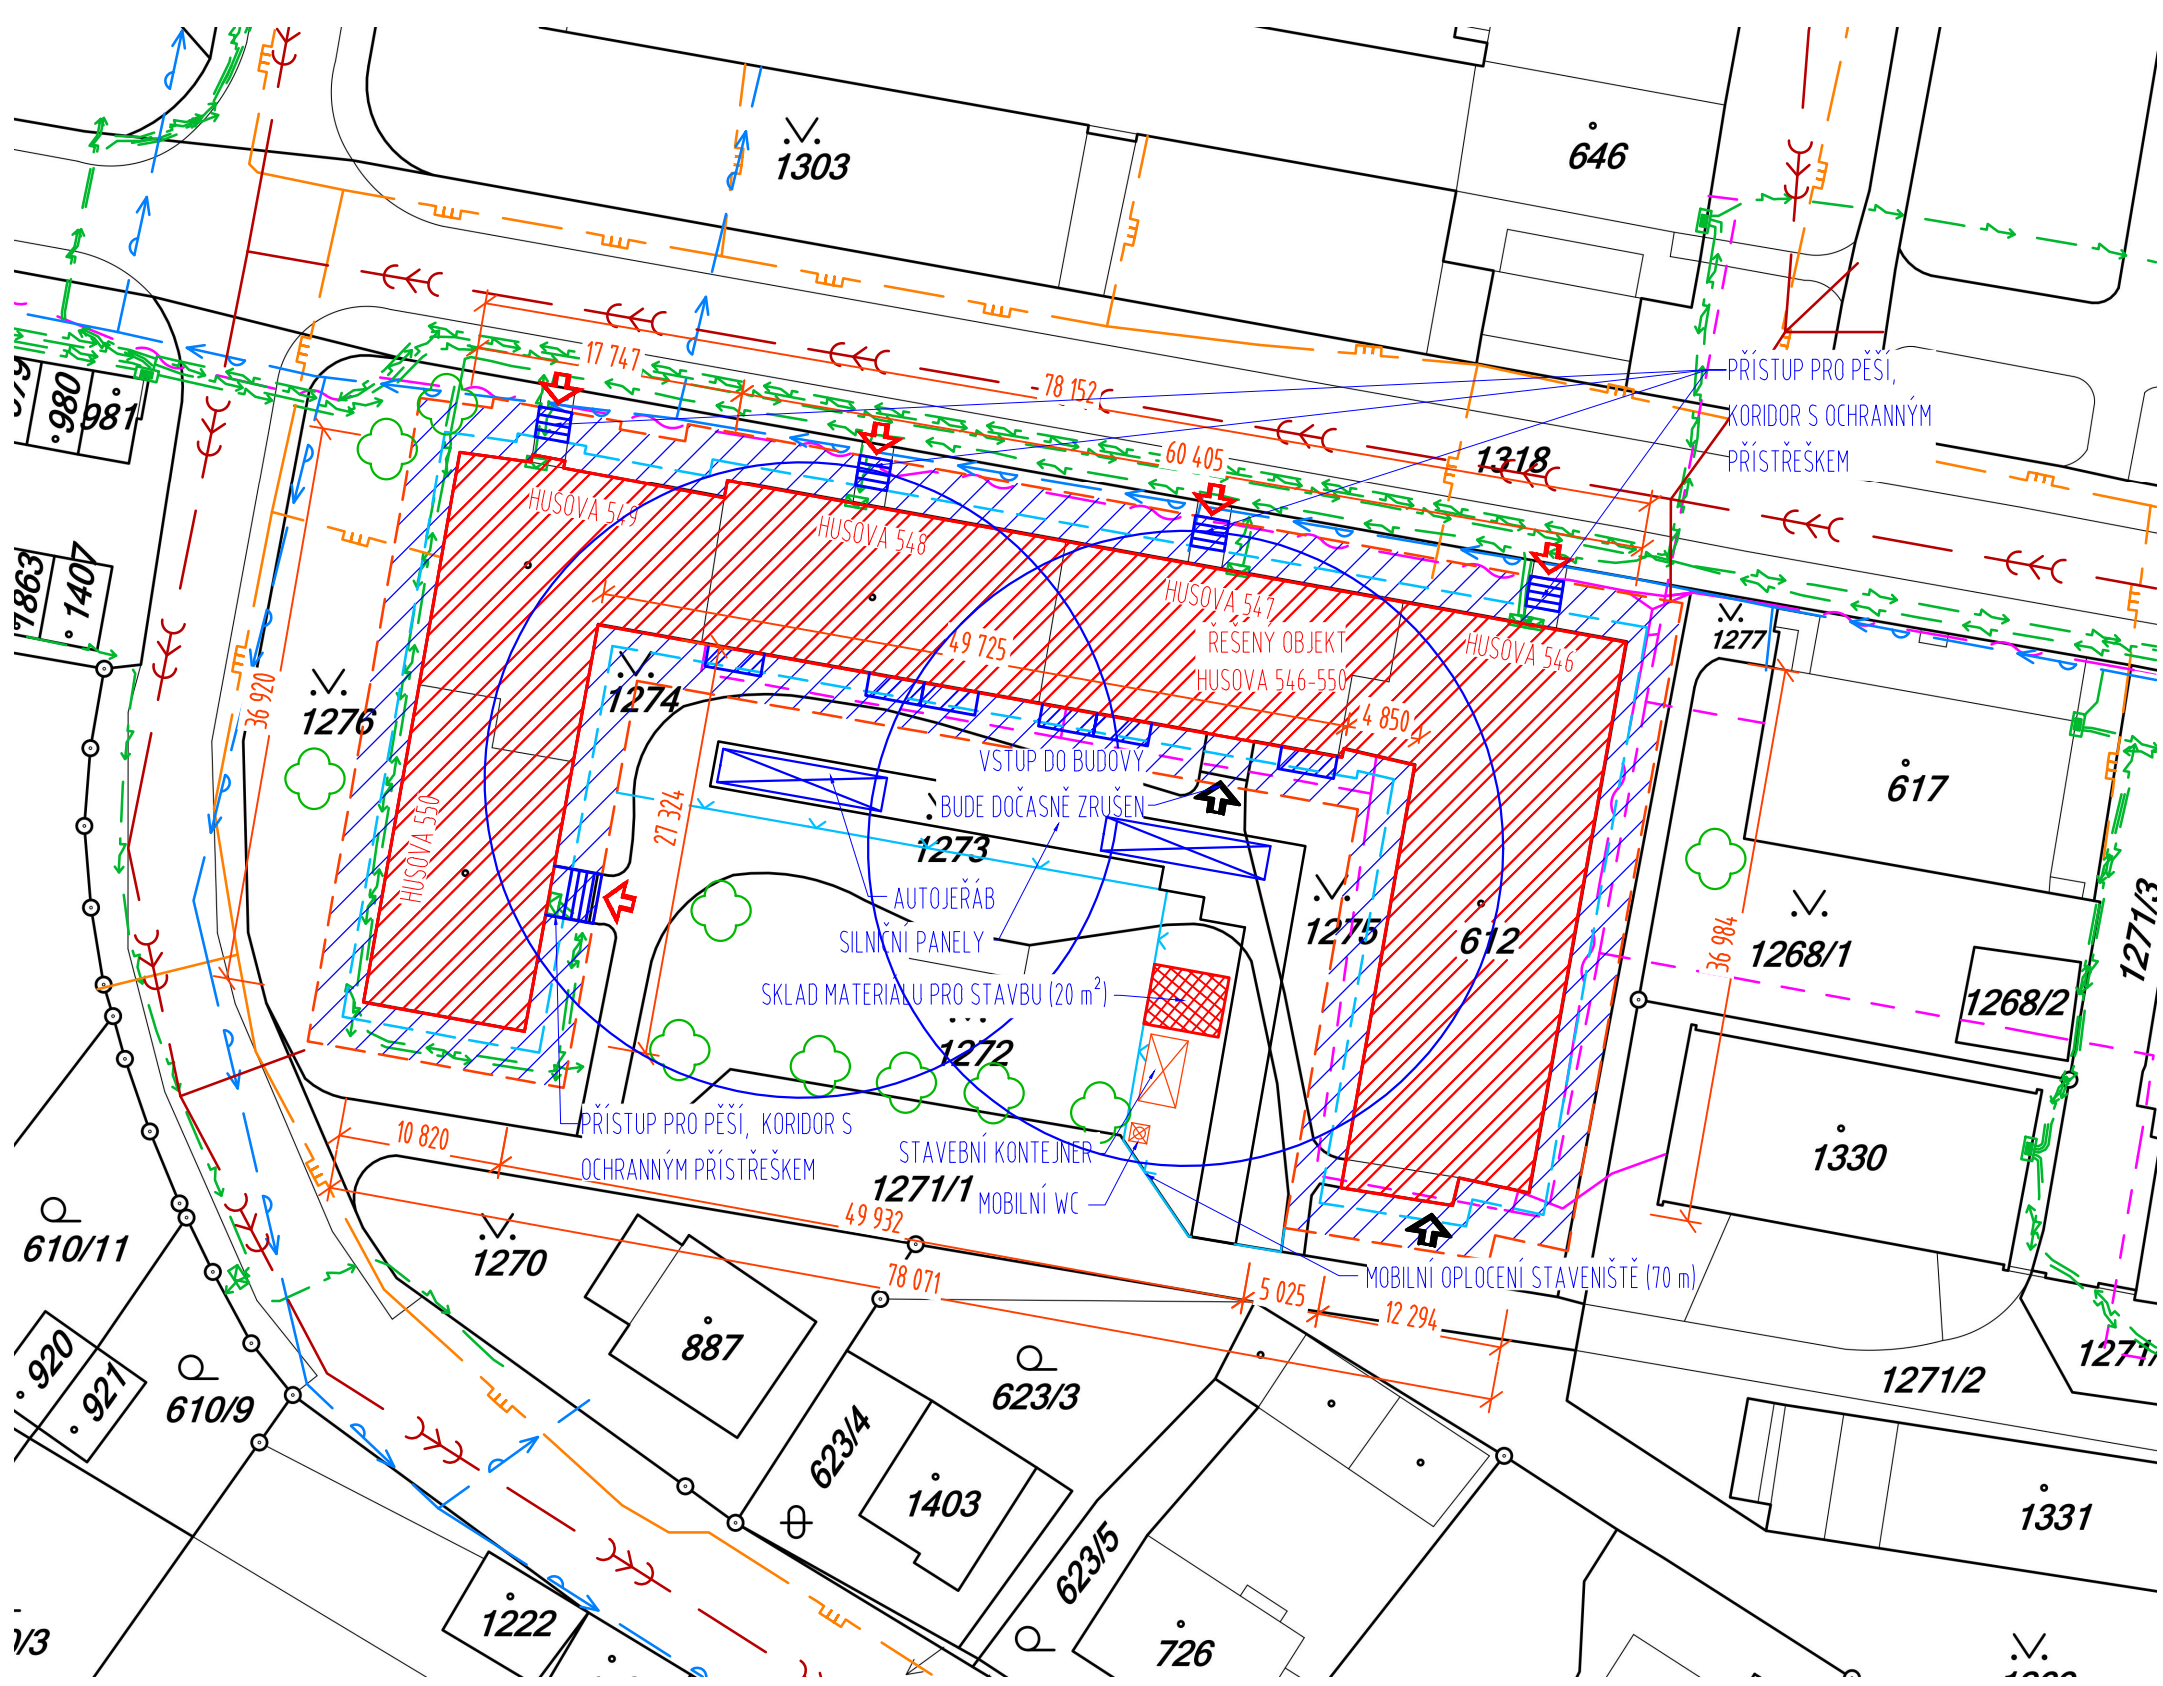 1303
646
17 747
78 152
PŘÍSTUP PRO PĚŠÍ,
KORIDOR S OCHRANNÝM
PŘÍSTŘEŠKEM
980
981
60 405
1318
HUSOVA 549
HUSOVA 548
HUSOVA 547
HUSOVA 546
ŘEŠENÝ OBJEKT
HUSOVA 546-550
49 725
4 850
1863
1407
1277
1276
1274
36 920
HUSOVA 550
27 324
VSTUP DO BUDOVY
BUDE DOČASNĚ ZRUŠEN
1273
617
AUTOJEŘÁB
SILNIČNÍ PANELY
1275
612
36 984
1268/1
1271/3
1268/2
SKLAD MATERIÁLU PRO STAVBU (20 m²)
1272
PŘÍSTUP PRO PĚŠÍ, KORIDOR S
OCHRANNÝM PŘÍSTŘEŠKEM
10 820
STAVEBNÍ KONTEJNER
MOBILNÍ WC
1271/1
1330
49 932
610/11
1270
78 071
MOBILNÍ OPLOCENÍ STAVENIŠTĚ (70 m)
5 025
12 294
887
920
921
610/9
623/3
1271/2
623/4
1403
1331
623/5
1222
726